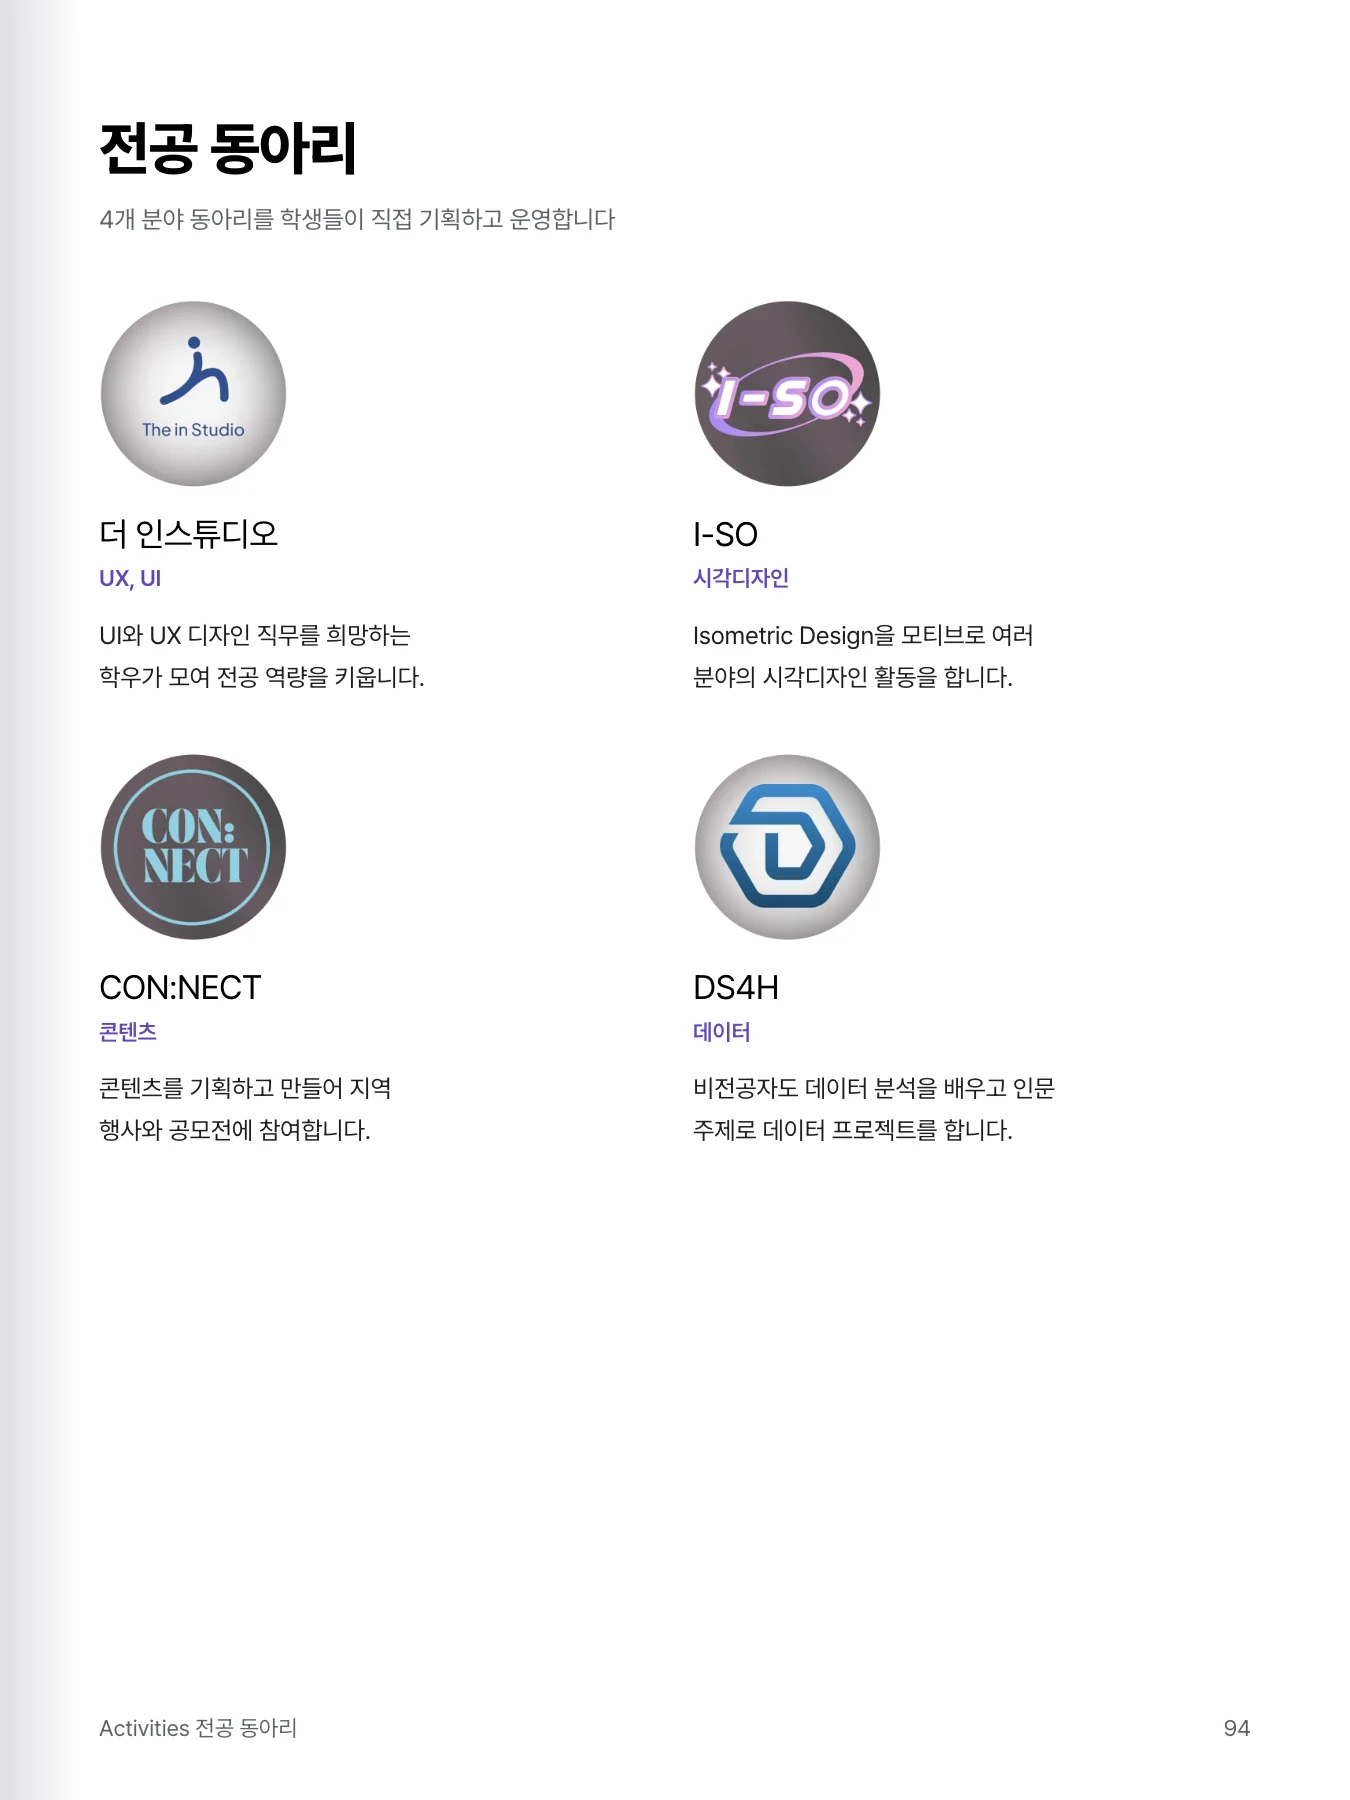 전공 동아리
4개 분야 동아리를 학생들이 직접 기획하고 운영합니다
The in Studio
더 인스튜디오
UX, UI
UI와 UX 디자인 직무를 희망하는
학우가 모여 전공 역량을 키웁니다.
I-SO
I-SO
시각디자인
Isometric Design을 모티브로 여러
분야의 시각디자인 활동을 합니다.
CON:
NECT
CON:NECT
콘텐츠
콘텐츠를 기획하고 만들어 지역
행사와 공모전에 참여합니다.
DS4H
데이터
비전공자도 데이터 분석을 배우고 인문
주제로 데이터 프로젝트를 합니다.
Activities 전공 동아리
94